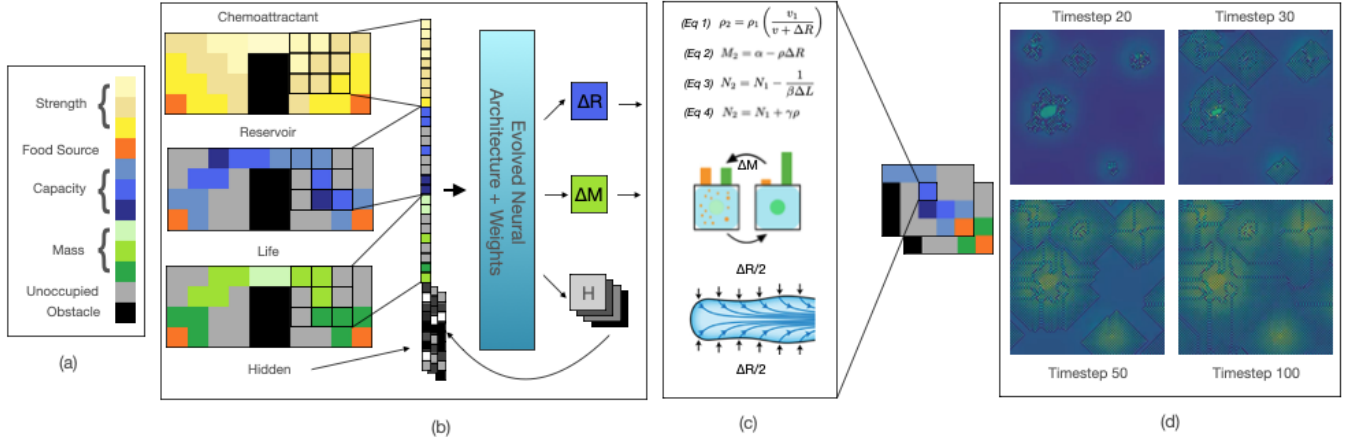 Strength
Food Source
Capacity
Mass
Unoccupied
Obstacle
(a)
Chemoattractant
Reservoir
Life
Hidden
Evolved Neural
Architecture + Weights
ΔR
ΔM
H
(b)
(Eq 1) ρ₂ = ρ₁ (v₁ / (v + ΔR))
(Eq 2) M₂ = α − ρΔR
(Eq 3) N₂ = N₁ − 1 / (βΔL)
(Eq 4) N₂ = N₁ + γρ
ΔM
ΔR/2
ΔR/2
(c)
Timestep 20
Timestep 30
Timestep 50
Timestep 100
(d)